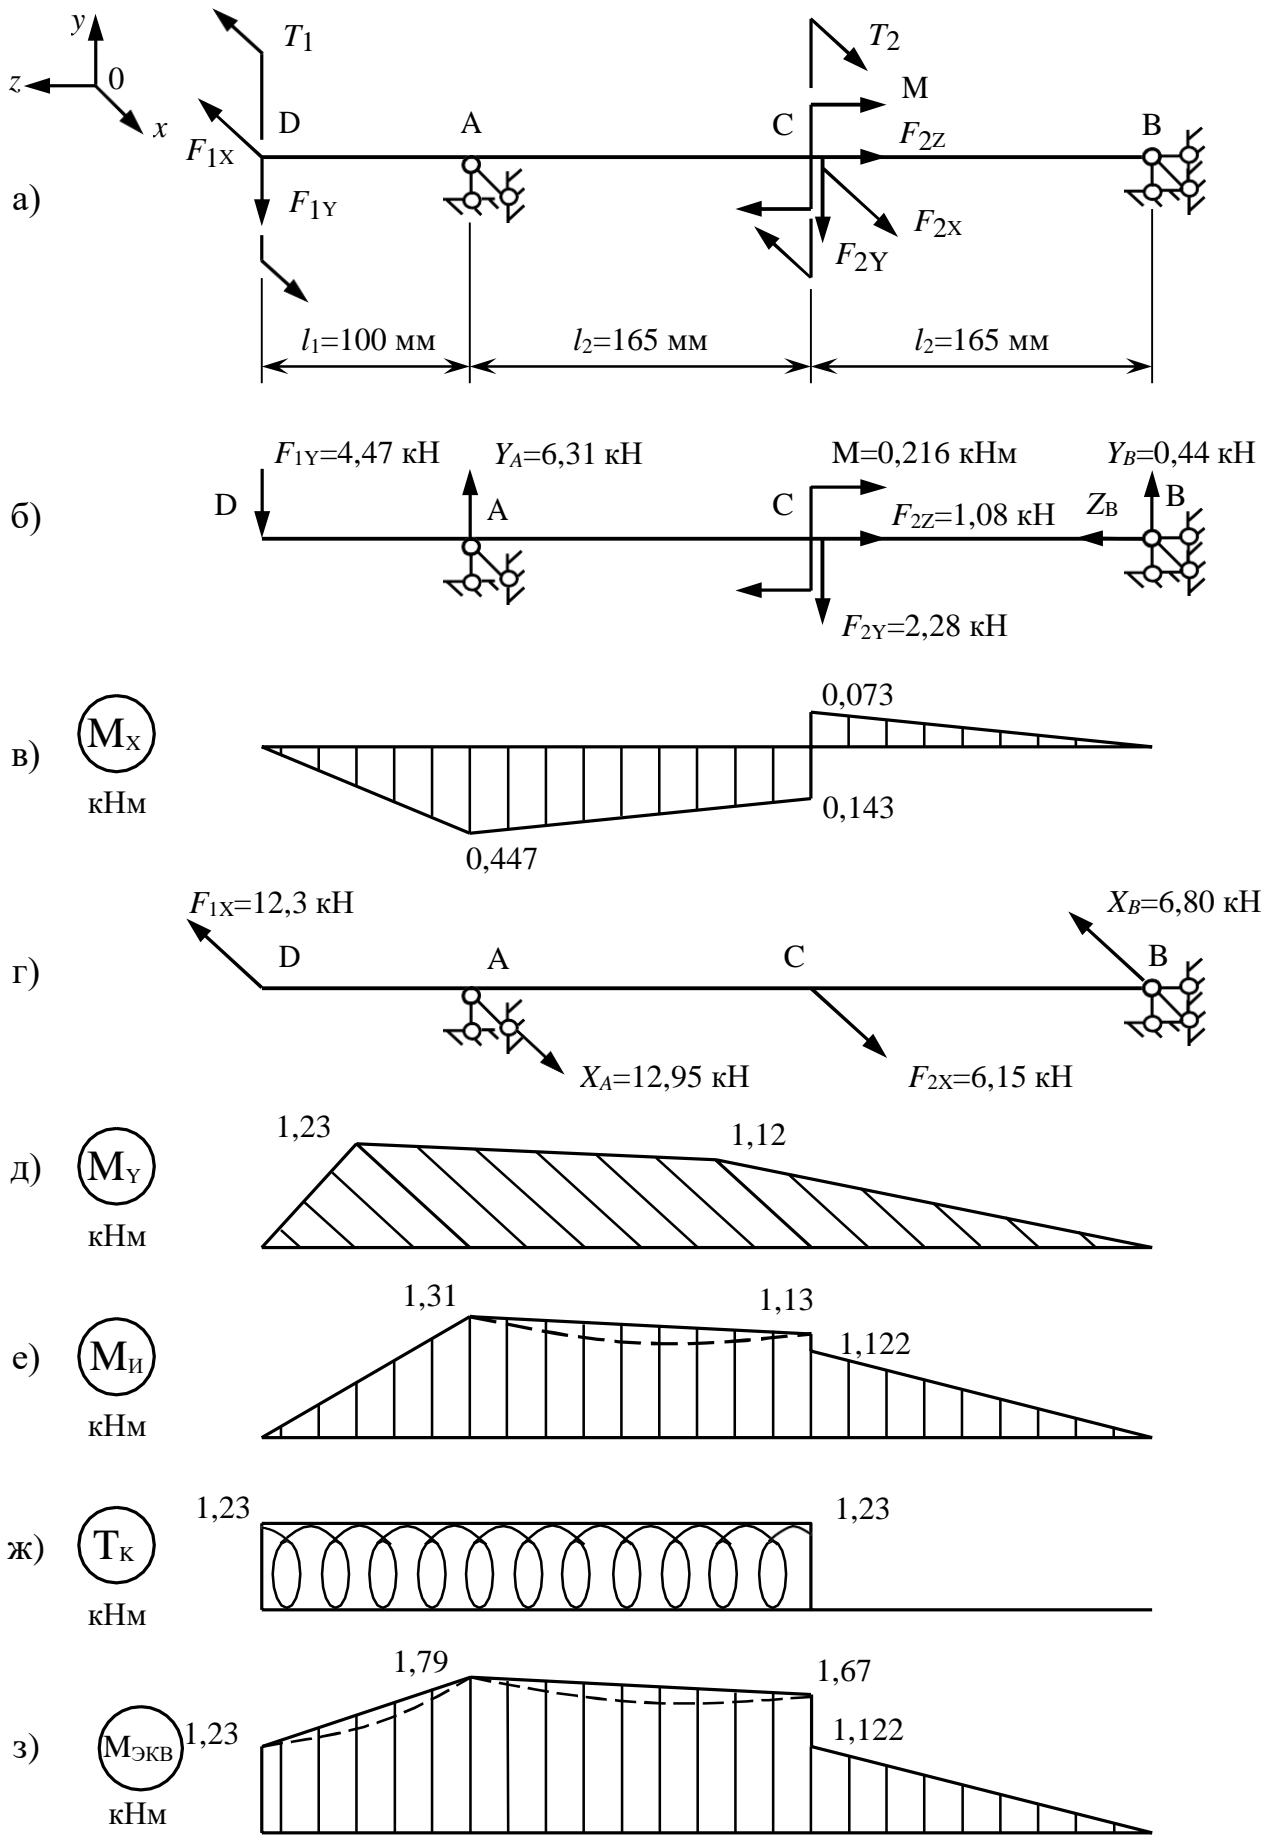 y
T1
T2
z
0
x
D
A
C
M
B
F1X
F2Z
а)
F1Y
F2X
F2Y
l1=100 мм
l2=165 мм
l2=165 мм
F1Y=4,47 кН
YA=6,31 кН
M=0,216 кНм
YB=0,44 кН
б)
D
A
C
F2Z=1,08 кН
ZB
B
F2Y=2,28 кН
0,073
в)
MX
кНм
0,143
0,447
F1X=12,3 кН
XB=6,80 кН
г)
D
A
C
B
XA=12,95 кН
F2X=6,15 кН
1,23
1,12
д)
MY
кНм
1,31
1,13
е)
МИ
1,122
кНм
1,23
1,23
ж)
TК
кНм
1,79
1,67
з)
МЭКВ
1,23
1,122
кНм